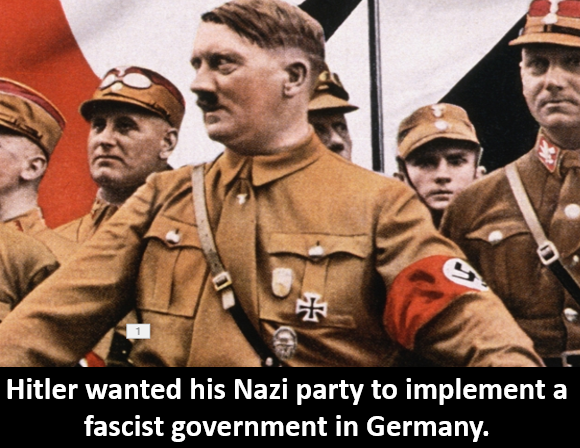 1
Hitler wanted his Nazi party to implement a
fascist government in Germany.